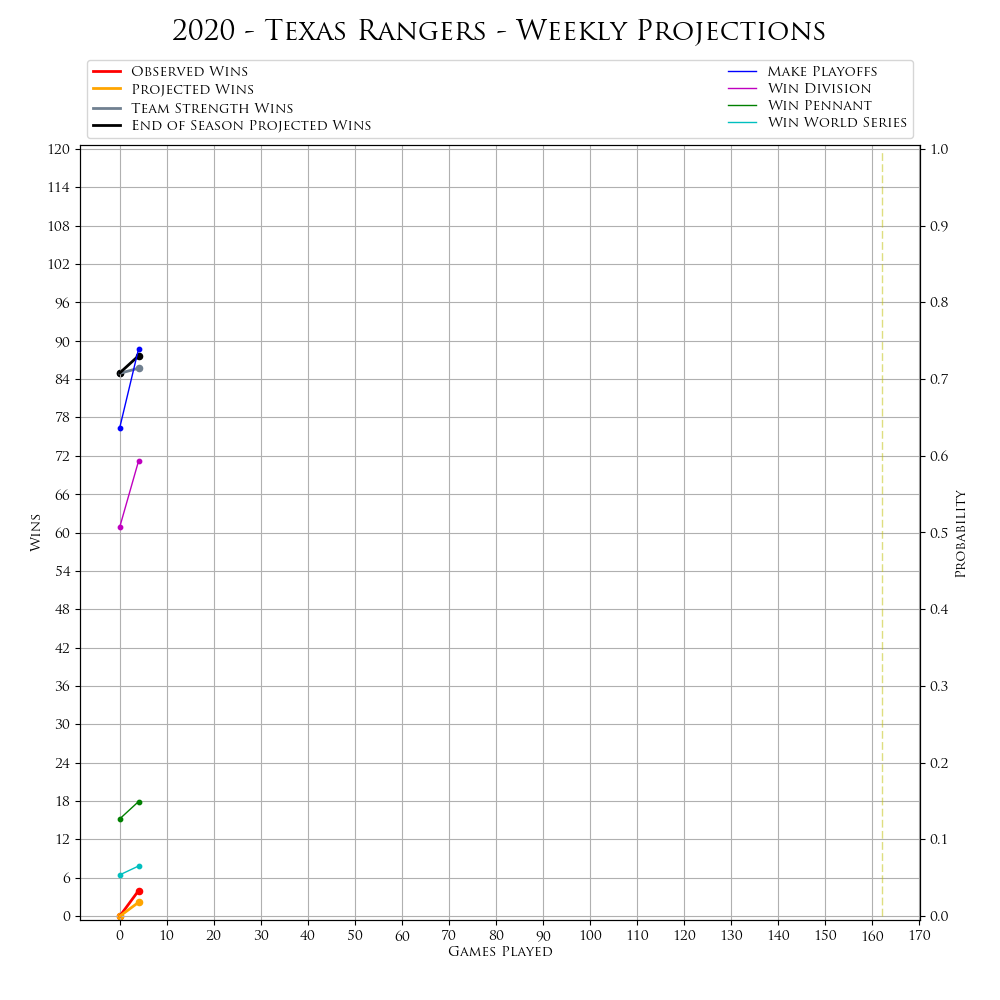 2020 - Texas Rangers - Weekly Projections
Observed Wins
Projected Wins
Team Strength Wins
End of Season Projected Wins
Make Playoffs
Win Division
Win Pennant
Win World Series
120
114
108
102
96
90
84
78
72
66
60
54
48
42
36
30
24
18
12
6
0
Wins
1.0
0.9
0.8
0.7
0.6
0.5
0.4
0.3
0.2
0.1
0.0
Probability
0 10 20 30 40 50 60 70 80 90 100 110 120 130 140 150 160 170
Games Played